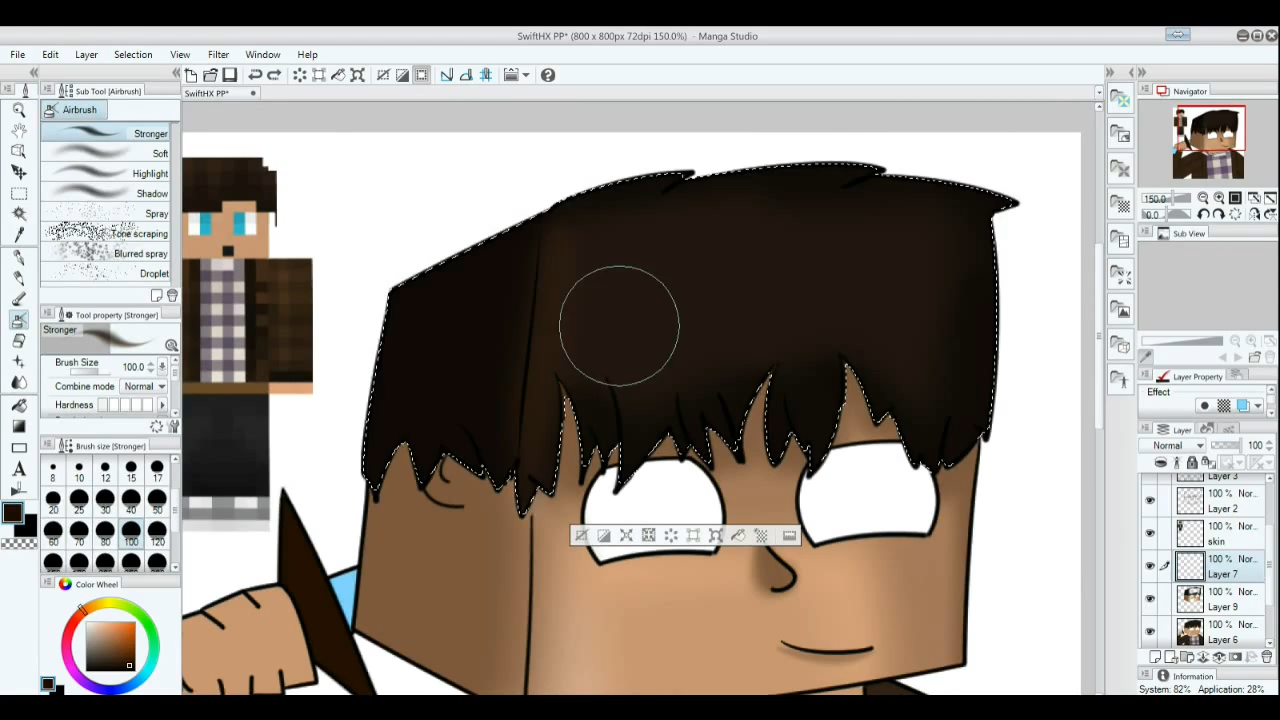 SwiftHX PP* (800 x 800px 72dpi 150.0%) - Manga Studio
File Edit Layer Selection View Filter Window Help
Sub Tool [Airbrush]
SwiftHX PP*
Navigator
Airbrush
Stronger
Soft
Highlight
Shadow
Spray
Tone scraping
Blurred spray
Droplet
150.0
0.0
Sub View
Tool property [Stronger]
Stronger
Brush Size 100.0
Combine mode Normal
Hardness
Layer Property
Effect
Brush size [Stronger]
8 10 12 15 17
20 25 30 40 50
60 70 80 100 120
Layer
Normal 100
Layer 3
100 % Nor...
Layer 2
100 % Nor...
skin
100 % Nor...
Layer 7
100 % Nor...
Layer 9
100 % Nor...
Layer 6
Color Wheel
Information
System: 82% Application: 28%